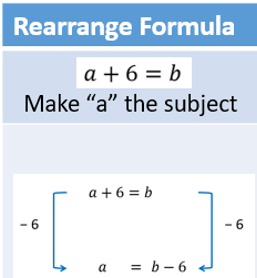 Rearrange Formula
a + 6 = b
Make “a” the subject
a + 6 = b
− 6 − 6
a = b − 6